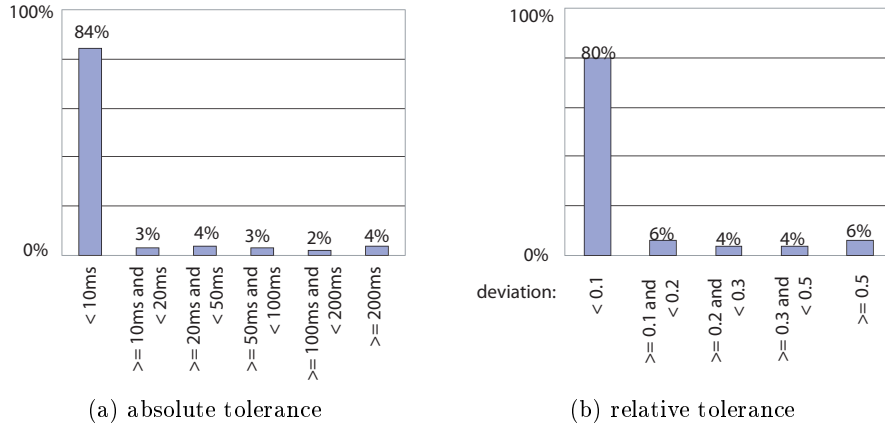 100%
84%
3%
4%
3%
2%
4%
0%
< 10ms
>= 10ms and
< 20ms
>= 20ms and
< 50ms
>= 50ms and
< 100ms
>= 100ms and
< 200ms
>= 200ms
(a) absolute tolerance
100%
80%
6%
4%
4%
6%
0%
deviation:
< 0.1
>= 0.1 and
< 0.2
>= 0.2 and
< 0.3
>= 0.3 and
< 0.5
>= 0.5
(b) relative tolerance